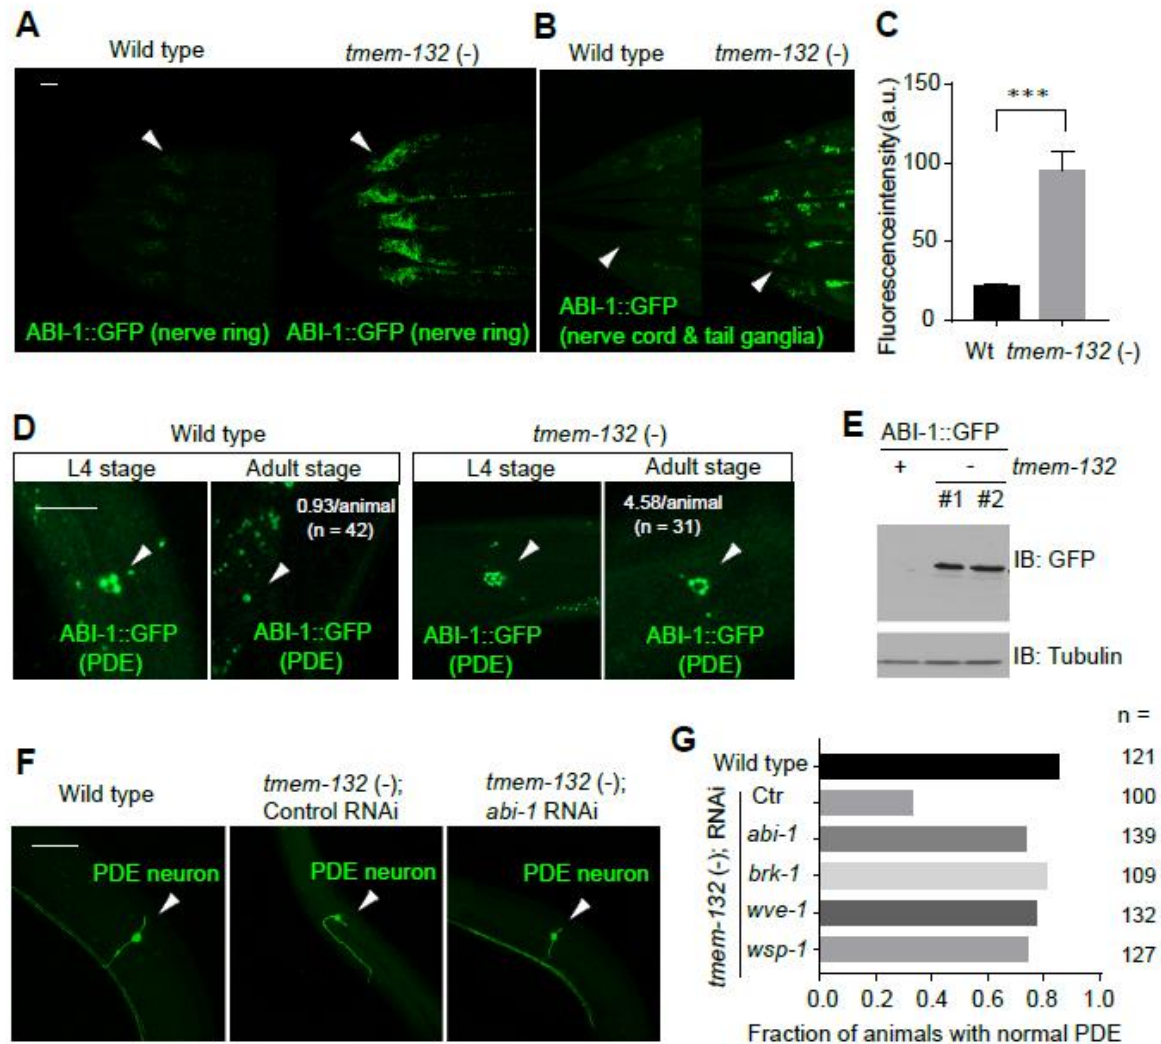 A
Wild type
tmem-132 (-)
ABI-1::GFP (nerve ring)
ABI-1::GFP (nerve ring)
B
Wild type
tmem-132 (-)
ABI-1::GFP
(nerve cord & tail ganglia)
C
Fluorescenceintensity(a.u.)
150
100
50
0
***
Wt
tmem-132 (-)
D
Wild type
tmem-132 (-)
L4 stage
Adult stage
L4 stage
Adult stage
0.93/animal
(n = 42)
4.58/animal
(n = 31)
ABI-1::GFP
(PDE)
ABI-1::GFP
(PDE)
ABI-1::GFP
(PDE)
ABI-1::GFP
(PDE)
E
ABI-1::GFP
+ - tmem-132
#1 #2
IB: GFP
IB: Tubulin
F
Wild type
tmem-132 (-);
Control RNAi
tmem-132 (-);
abi-1 RNAi
PDE neuron
PDE neuron
PDE neuron
G
n =
Wild type 121
tmem-132 (-); RNAi
Ctr 100
abi-1 139
brk-1 109
wve-1 132
wsp-1 127
0.0 0.2 0.4 0.6 0.8 1.0
Fraction of animals with normal PDE